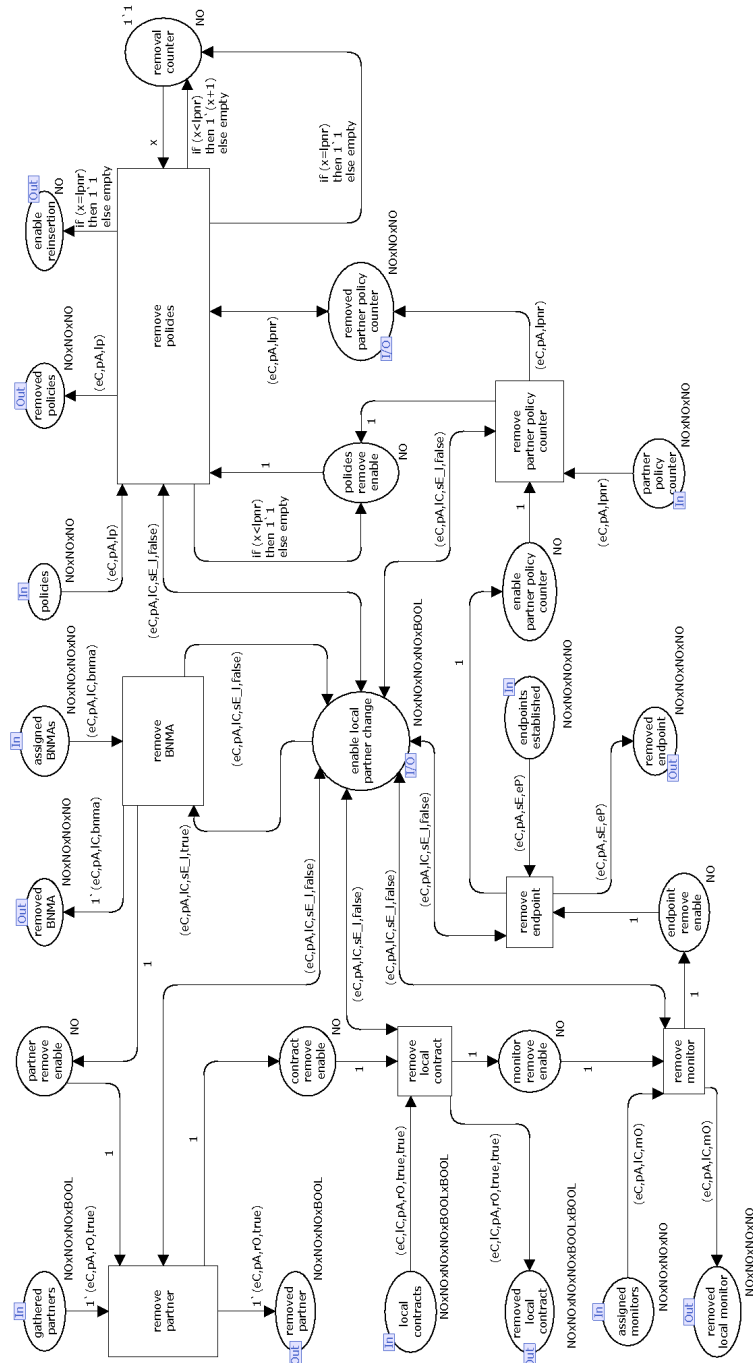 In
gathered
partners
NOxNOxNOxBOOL
1`(eC,pA,rO,true)
remove
partner
1`(eC,pA,rO,true)
removed
partner
Out
NOxNOxNOxBOOL
partner
remove
enable
NO
1
1
1
contract
remove
enable
NO
1
(eC,pA,lC,sE_l,false)
Out
removed
BNMA
NOxNOxNOxNO
1`(eC,pA,lC,bnma)
In
assigned
BNMAs
NOxNOxNOxNO
(eC,pA,lC,bnma)
remove
BNMA
(eC,pA,lC,sE_l,true)
(eC,pA,lC,sE_l,false)
enable local
partner change
I/O
NOxNOxNOxNOxBOOL
In
policies
NOxNOxNO
(eC,pA,lp)
(eC,pA,lC,sE_l,false)
Out
removed
policies
NOxNOxNO
(eC,pA,lp)
enable
reinsertion
Out
NO
if (x=lpnr)
then 1`1
else empty
remove
policies
1`1
removal
counter
NO
x
if (x<lpnr)
then 1`(x+1)
else empty
if (x=lpnr)
then 1`1
else empty
if (x<lpnr)
then 1`1
else empty
1
policies
remove
enable
NO
1
(eC,pA,lpnr)
removed
partner policy
counter
I/O
NOxNOxNO
(eC,pA,lpnr)
(eC,pA,lC,sE_l,false)
remove
partner policy
counter
(eC,pA,lpnr)
partner
policy
counter
In
NOxNOxNO
1
enable
partner policy
counter
NO
1
In
local
contracts
NOxNOxNOxNOxBOOLxBOOL
(eC,lC,pA,rO,true,true)
remove
local
contract
(eC,pA,lC,sE_l,false)
(eC,lC,pA,rO,true,true)
removed
local
contract
Out
NOxNOxNOxNOxBOOLxBOOL
1
monitor
remove
enable
NO
1
In
assigned
monitors
NOxNOxNOxNO
(eC,pA,lC,mO)
remove
monitor
(eC,pA,lC,sE_l,false)
(eC,pA,lC,mO)
Out
removed
local monitor
NOxNOxNOxNO
1
endpoint
remove
enable
NO
1
remove
endpoint
(eC,pA,lC,sE_l,false)
(eC,pA,sE,eP)
In
endpoints
established
NOxNOxNOxNO
(eC,pA,sE,eP)
removed
endpoint
Out
NOxNOxNOxNO